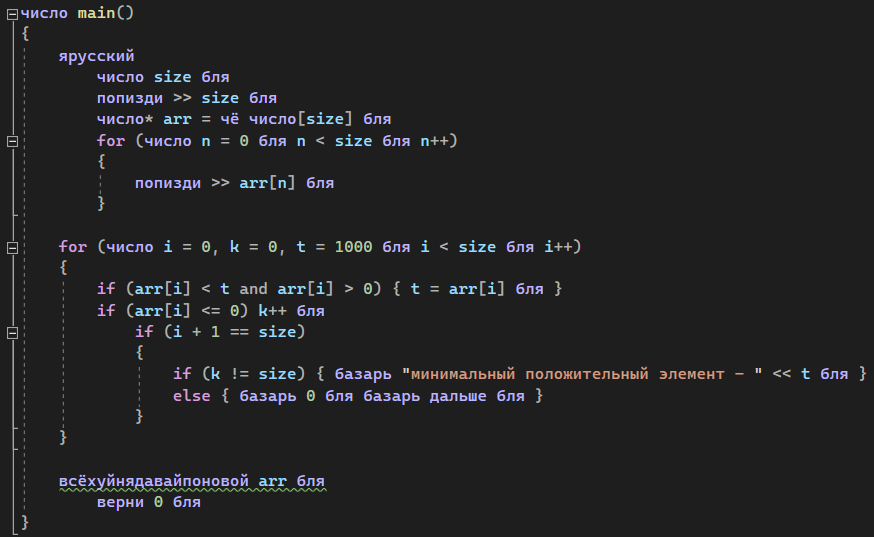 число main()
{
ярусский
число size бля
попизди >> size бля
число* arr = чё число[size] бля
for (число n = 0 бля n < size бля n++)
{
попизди >> arr[n] бля
}
for (число i = 0, k = 0, t = 1000 бля i < size бля i++)
{
if (arr[i] < t and arr[i] > 0) { t = arr[i] бля }
if (arr[i] <= 0) k++ бля
if (i + 1 == size)
{
if (k != size) { базарь "минимальный положительный элемент - " << t бля }
else { базарь 0 бля базарь дальше бля }
}
}
всёхуйнядавайпоновой arr бля
верни 0 бля
}